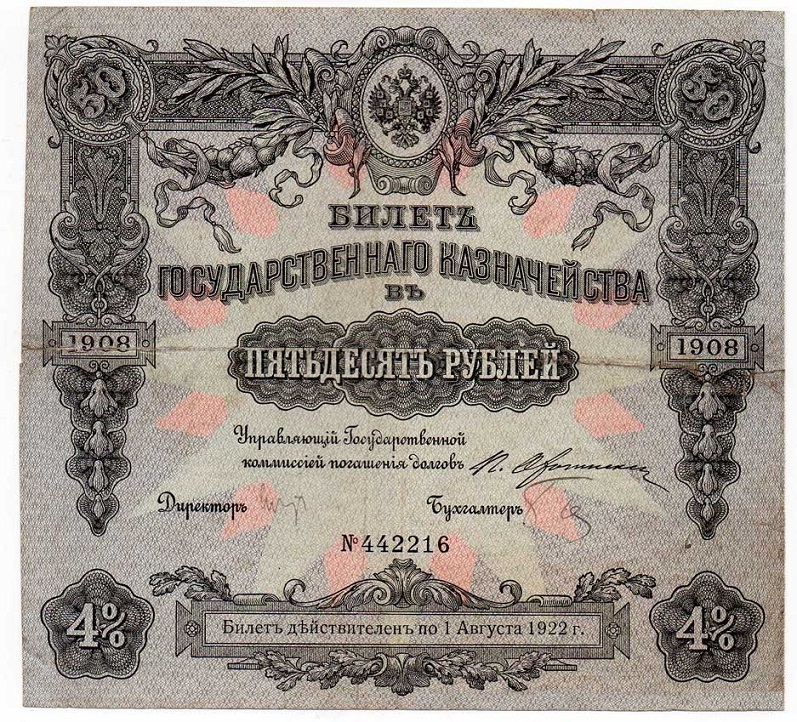 50 50
БИЛЕТЪ
ГОСУДАРСТВЕННАГО КАЗНАЧЕЙСТВА
ВЪ
1908 1908
ПЯТЬДЕСЯТЪ РУБЛЕЙ
Управляющій Государственной
коммиссіей погашенія долговъ
Директоръ Бухгалтеръ
№442216
4% 4%
Билетъ дѣйствителенъ по 1 Августа 1922 г.